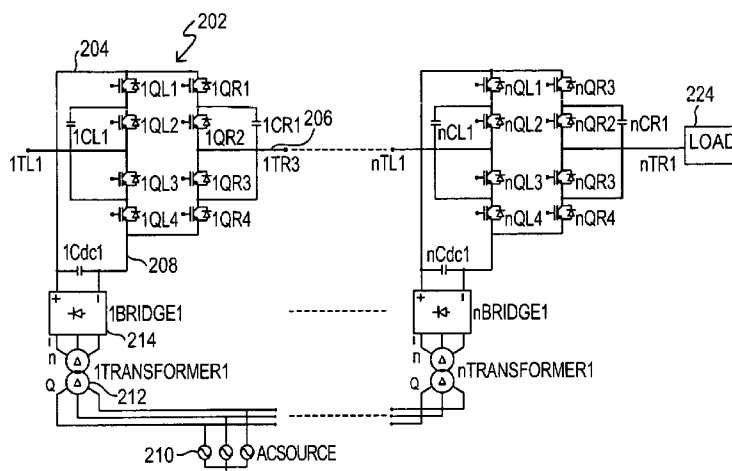 202
204
1QL1
1QR1
nQL1
nQR3
224
1CL1
1QL2
1QR2
1CR1
206
nCL1
nQL2
nQR2
nCR1
LOAD
1TL1
1TR3
nTL1
nTR1
1QL3
1QR3
nQL3
nQR3
1QL4
1QR4
nQL4
nQR4
1Cdc1
208
nCdc1
+
–
1BRIDGE1
+
–
nBRIDGE1
214
i
n
1TRANSFORMER1
i
n
nTRANSFORMER1
Q
212
Q
210
ACSOURCE